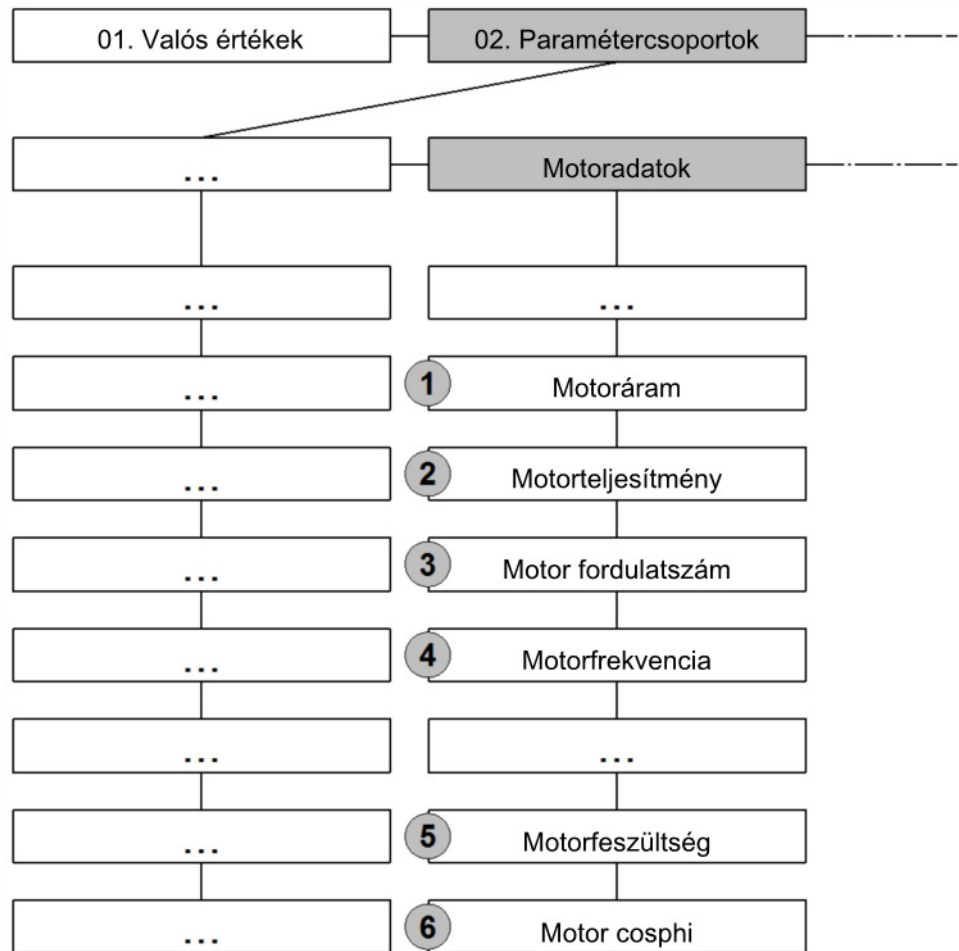 01. Valós értékek
02. Paramétercsoportok
...
Motoradatok
...
...
...
1
Motoráram
...
2
Motorteljesítmény
...
3
Motor fordulatszám
...
4
Motorfrekvencia
...
...
...
5
Motorfeszültség
...
6
Motor cosphi